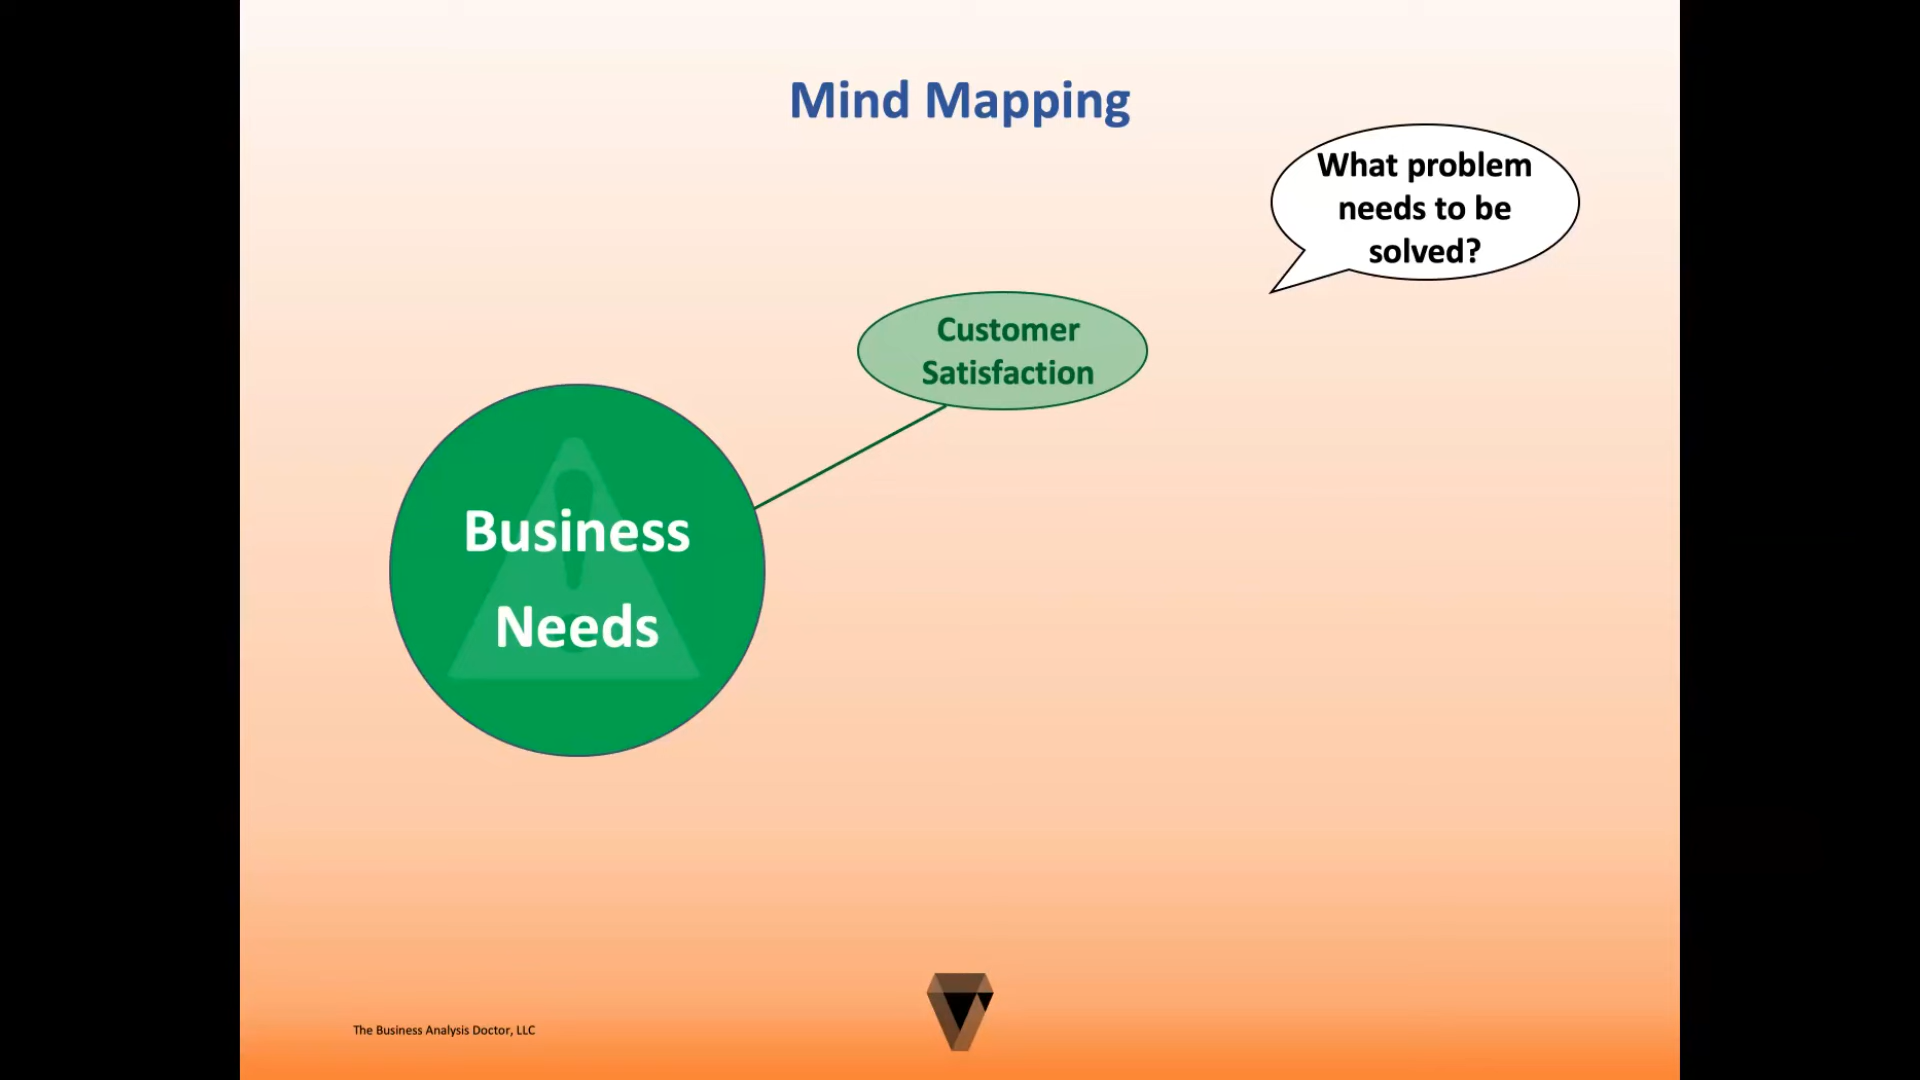 Mind Mapping
What problem
needs to be
solved?
Customer
Satisfaction
Business
Needs
The Business Analysis Doctor, LLC